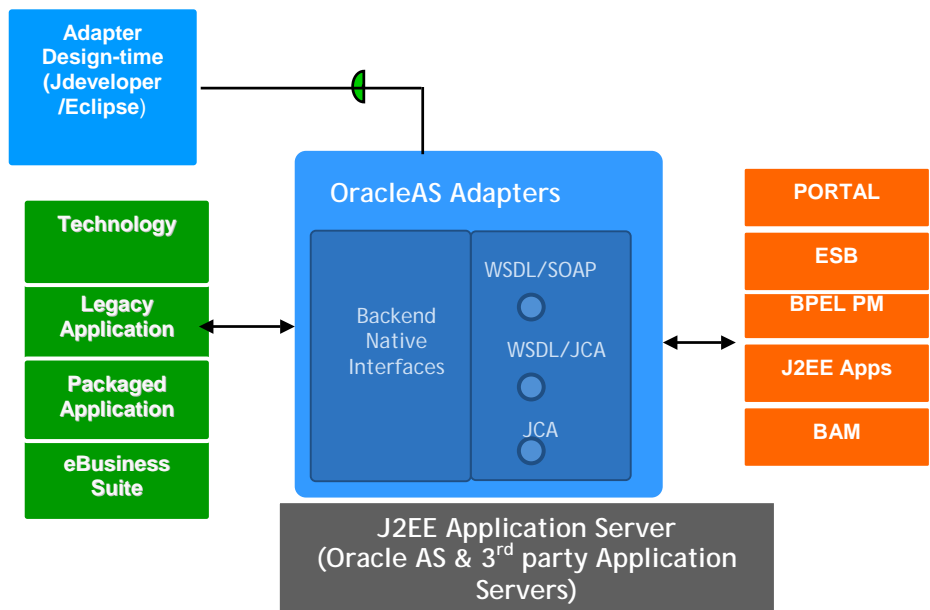 Adapter
Design-time
(Jdeveloper
/Eclipse)
OracleAS Adapters
Technology
Legacy
Application
Packaged
Application
eBusiness
Suite
Backend
Native
Interfaces
WSDL/SOAP
WSDL/JCA
JCA
PORTAL
ESB
BPEL PM
J2EE Apps
BAM
J2EE Application Server
(Oracle AS & 3rd party Application
Servers)